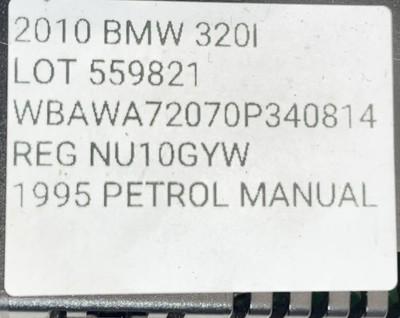 2010 BMW 320I
LOT 559821
WBAWA72070P340814
REG NU10GYW
1995 PETROL MANUAL